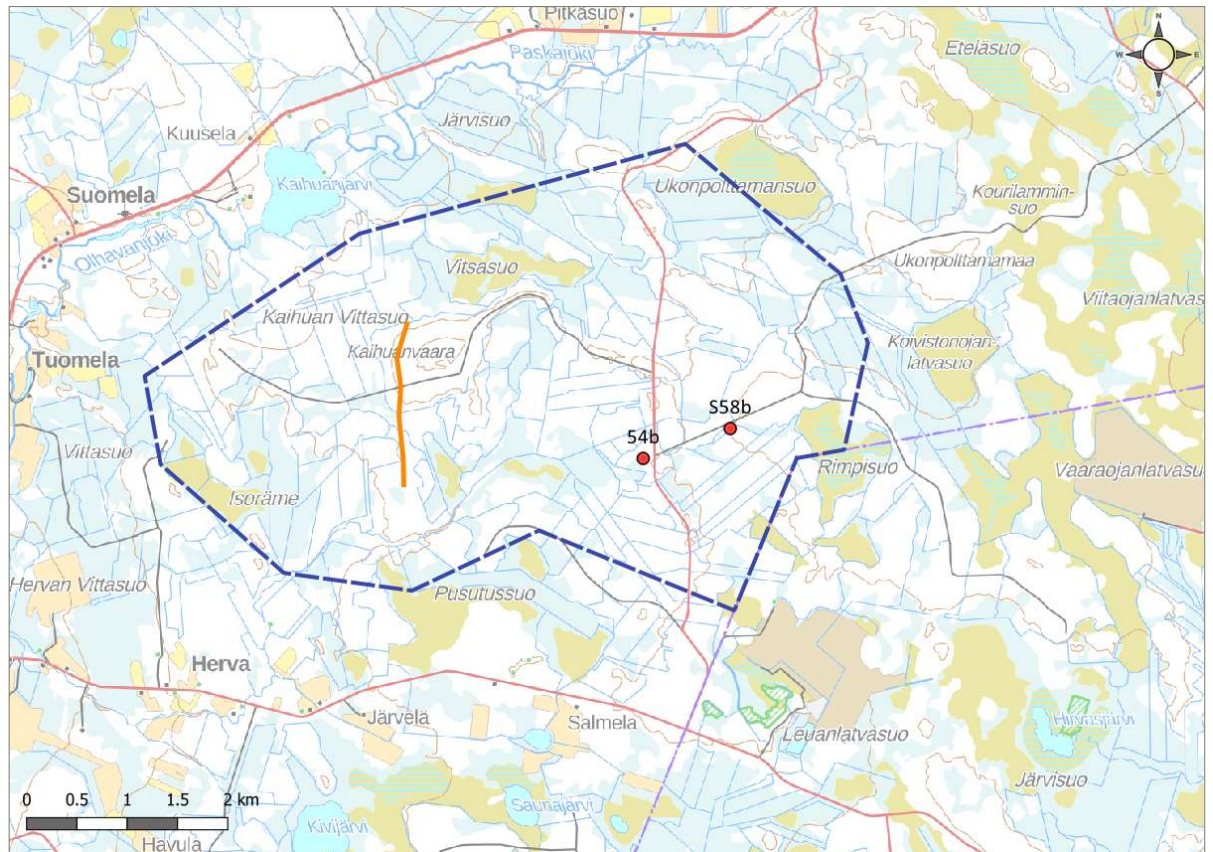 Pitkäsuo
N
W
E
S
Paskajoki
Eteläsuo
Kuusela
Järvisuo
Kaihuanjärvi
Ukonpolttamansuo
Kourilammin-
suo
Suomela
Olhavanjoki
Vitsasuo
Ukonpolttamamaa
Viitaojanlatvas
Kaihuan Vittasuo
Kaihuanvaara
Koivistonojan-
latvasuo
Tuomela
S58b
54b
Vittasuo
Isoräme
Rimpisuo
Vaaraojanlatvasu
Hervan Vittasuo
Pusutussuo
Herva
Järvelä
Salmela
Leuanlatvasuo
Hirvasjärvi
Järvisuo
0 0.5 1 1.5 2 km
Saunajärvi
Kivijärvi
Havula